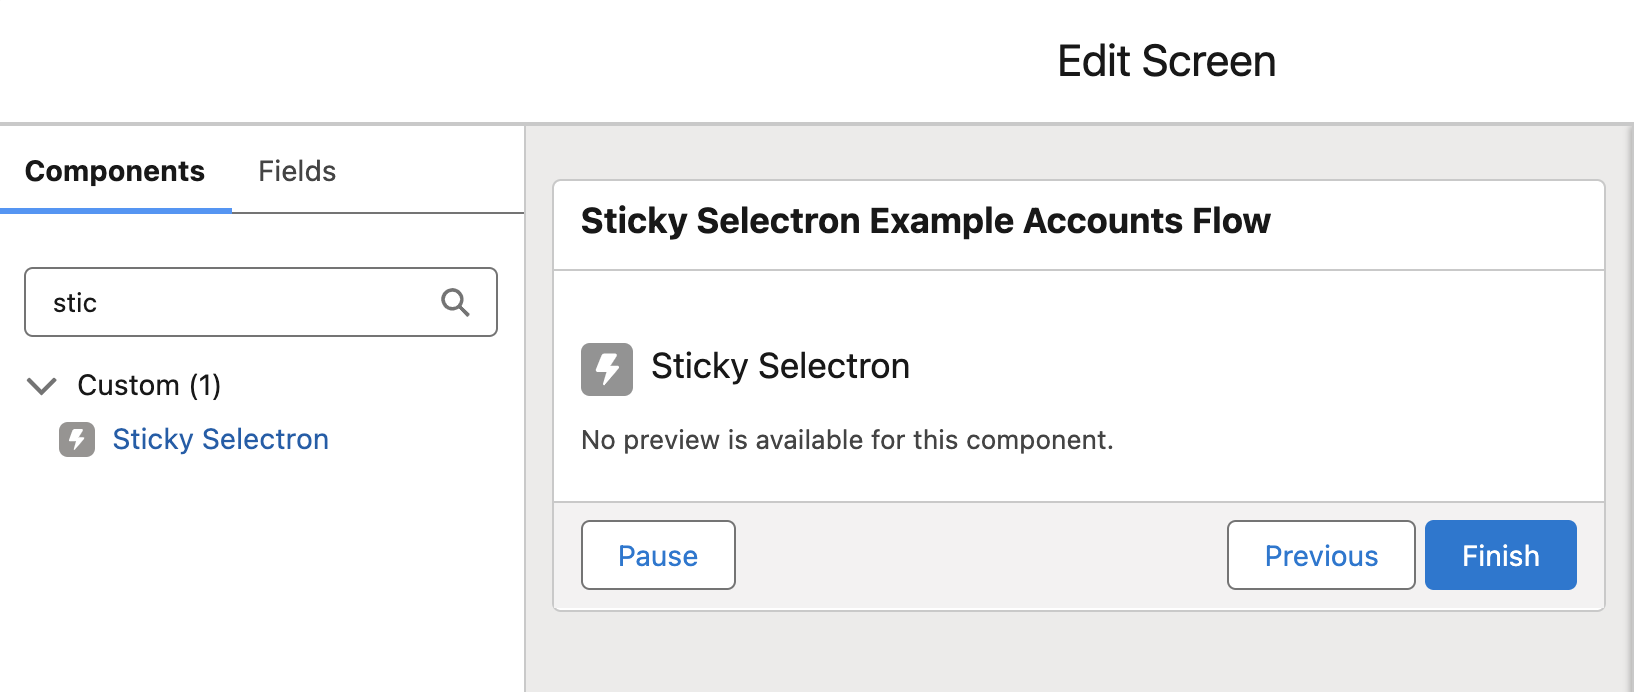 Edit Screen
Components
Fields
stic
Custom (1)
Sticky Selectron
Sticky Selectron Example Accounts Flow
Sticky Selectron
No preview is available for this component.
Pause
Previous
Finish